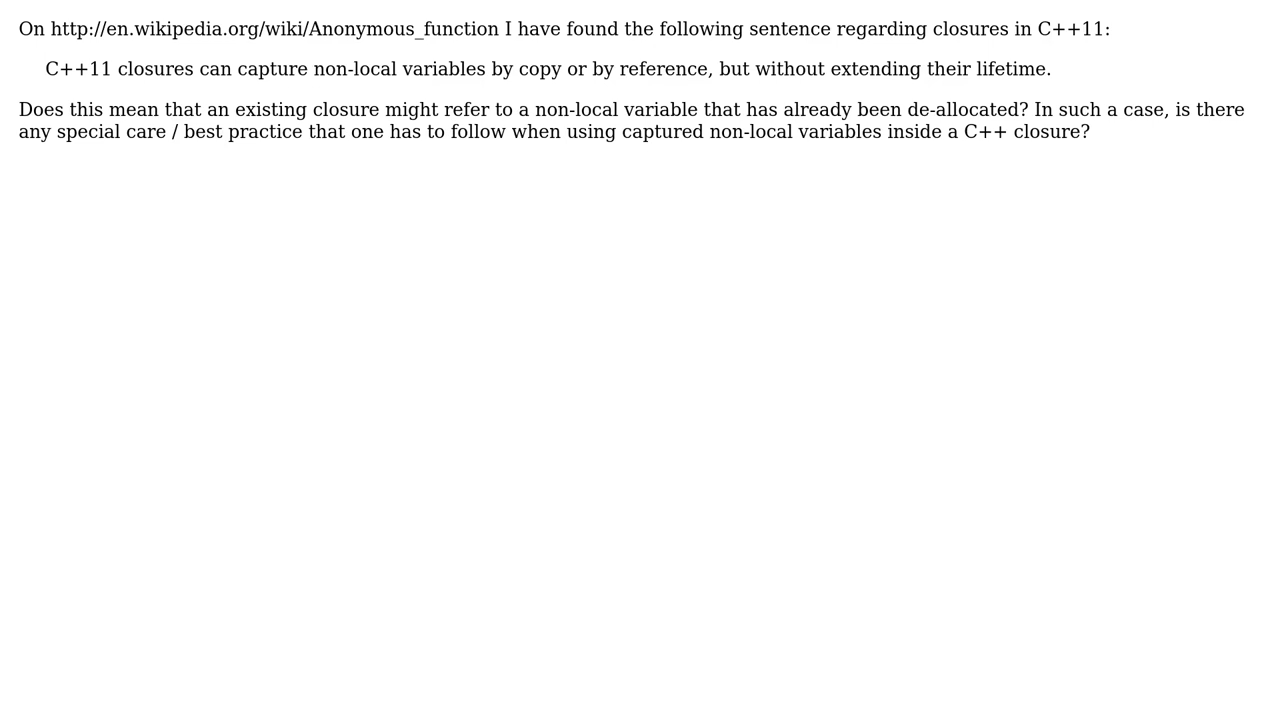 On http://en.wikipedia.org/wiki/Anonymous_function I have found the following sentence regarding closures in C++11:
C++11 closures can capture non-local variables by copy or by reference, but without extending their lifetime.
Does this mean that an existing closure might refer to a non-local variable that has already been de-allocated? In such a case, is there
any special care / best practice that one has to follow when using captured non-local variables inside a C++ closure?